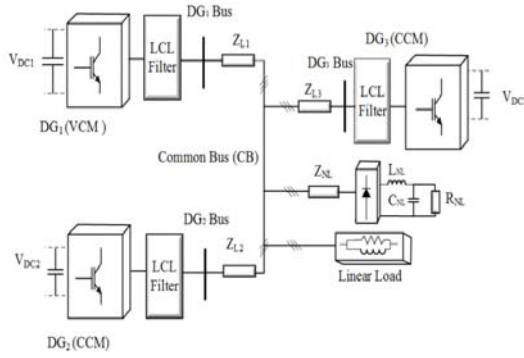 DG₁ Bus
V_DC1
LCL
Filter
Z_L1
DG₁(VCM)
DG₃(CCM)
DG₃ Bus
Z_L3
LCL
Filter
V_DC
Common Bus (CB)
Z_NL
L_NL
C_NL
R_NL
DG₂ Bus
V_DC2
LCL
Filter
Z_L2
Linear Load
DG₂(CCM)